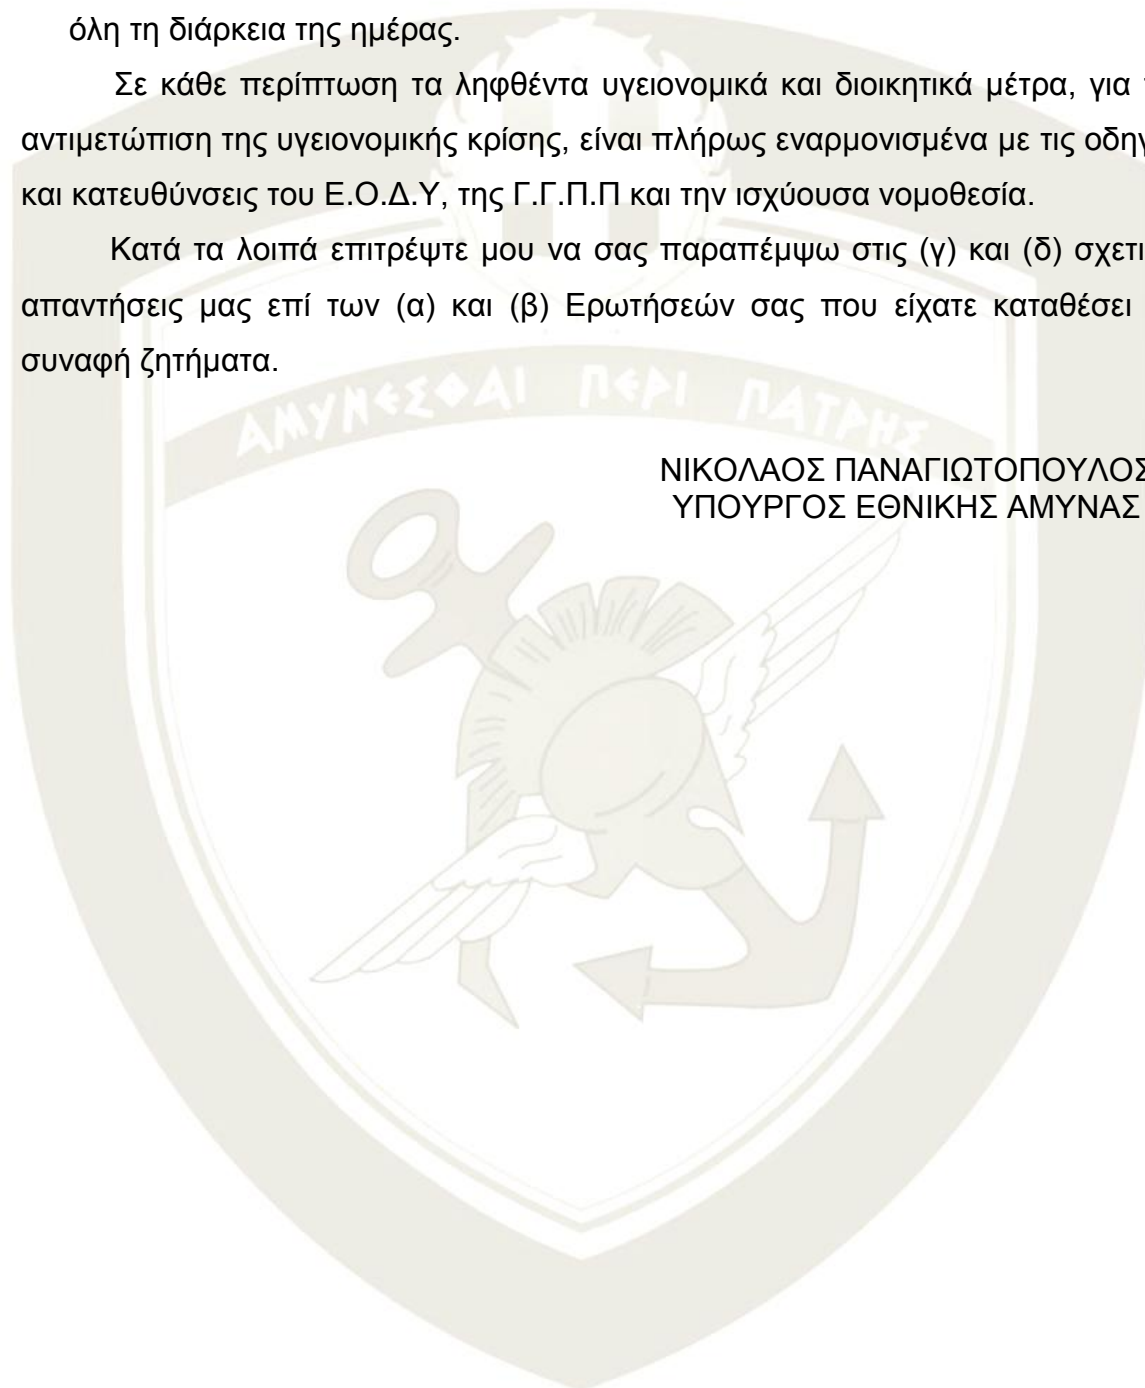 όλη τη διάρκεια της ημέρας.
Σε κάθε περίπτωση τα ληφθέντα υγειονομικά και διοικητικά μέτρα, για
αντιμετώπιση της υγειονομικής κρίσης, είναι πλήρως εναρμονισμένα με τις
και κατευθύνσεις του Ε.Ο.Δ.Υ, της Γ.Γ.Π.Π και την ισχύουσα νομοθεσία.
Κατά τα λοιπά επιτρέψτε μου να σας παραπέμψω στις (γ) και (δ)
απαντήσεις μας επί των (α) και (β) Ερωτήσεών σας που είχατε καταθέσει
συναφή ζητήματα.
ΑΜΥΝΕΣΘΑΙ ΠΕΡΙ ΠΑΤΡΗΣ
ΝΙΚΟΛΑΟΣ ΠΑΝΑΓΙΩΤΟΠΟΥΛΟΣ
ΥΠΟΥΡΓΟΣ ΕΘΝΙΚΗΣ ΑΜΥΝΑΣ